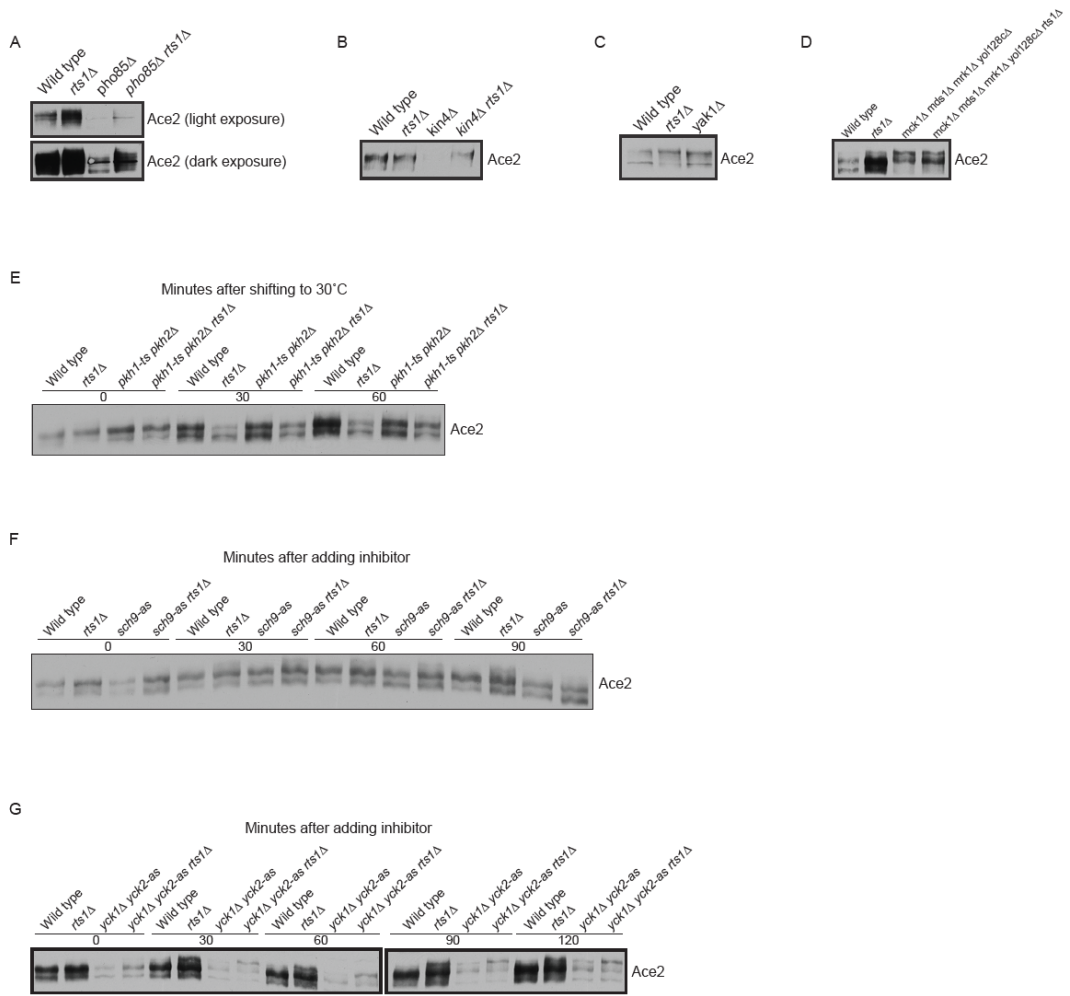 A
Wild type
rts1Δ
pho85Δ
pho85Δ rts1Δ
Ace2 (light exposure)
Ace2 (dark exposure)
B
Wild type
rts1Δ
kin4Δ
kin4Δ rts1Δ
Ace2
C
Wild type
rts1Δ
yak1Δ
Ace2
D
Wild type
rts1Δ
mck1Δ mds1Δ mrk1Δ yol128cΔ
mck1Δ mds1Δ mrk1Δ yol128cΔ rts1Δ
Ace2
E
Minutes after shifting to 30˚C
Wild type
rts1Δ
pkh1-ts pkh2Δ
pkh1-ts pkh2Δ rts1Δ
Wild type
rts1Δ
pkh1-ts pkh2Δ
pkh1-ts pkh2Δ rts1Δ
Wild type
rts1Δ
pkh1-ts pkh2Δ
pkh1-ts pkh2Δ rts1Δ
0 30 60
Ace2
F
Minutes after adding inhibitor
Wild type
rts1Δ
sch9-as
sch9-as rts1Δ
Wild type
rts1Δ
sch9-as
sch9-as rts1Δ
Wild type
rts1Δ
sch9-as
sch9-as rts1Δ
Wild type
rts1Δ
sch9-as
sch9-as rts1Δ
0 30 60 90
Ace2
G
Minutes after adding inhibitor
Wild type
rts1Δ
yck1Δ yck2-as
yck1Δ yck2-as rts1Δ
Wild type
rts1Δ
yck1Δ yck2-as
yck1Δ yck2-as rts1Δ
Wild type
rts1Δ
yck1Δ yck2-as
yck1Δ yck2-as rts1Δ
Wild type
rts1Δ
yck1Δ yck2-as
yck1Δ yck2-as rts1Δ
Wild type
rts1Δ
yck1Δ yck2-as
yck1Δ yck2-as rts1Δ
0 30 60 90 120
Ace2